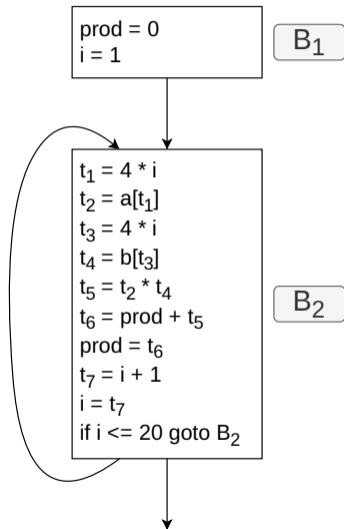 prod = 0
i = 1
B₁
t₁ = 4 * i
t₂ = a[t₁]
t₃ = 4 * i
t₄ = b[t₃]
t₅ = t₂ * t₄
t₆ = prod + t₅
prod = t₆
t₇ = i + 1
i = t₇
if i <= 20 goto B₂
B₂